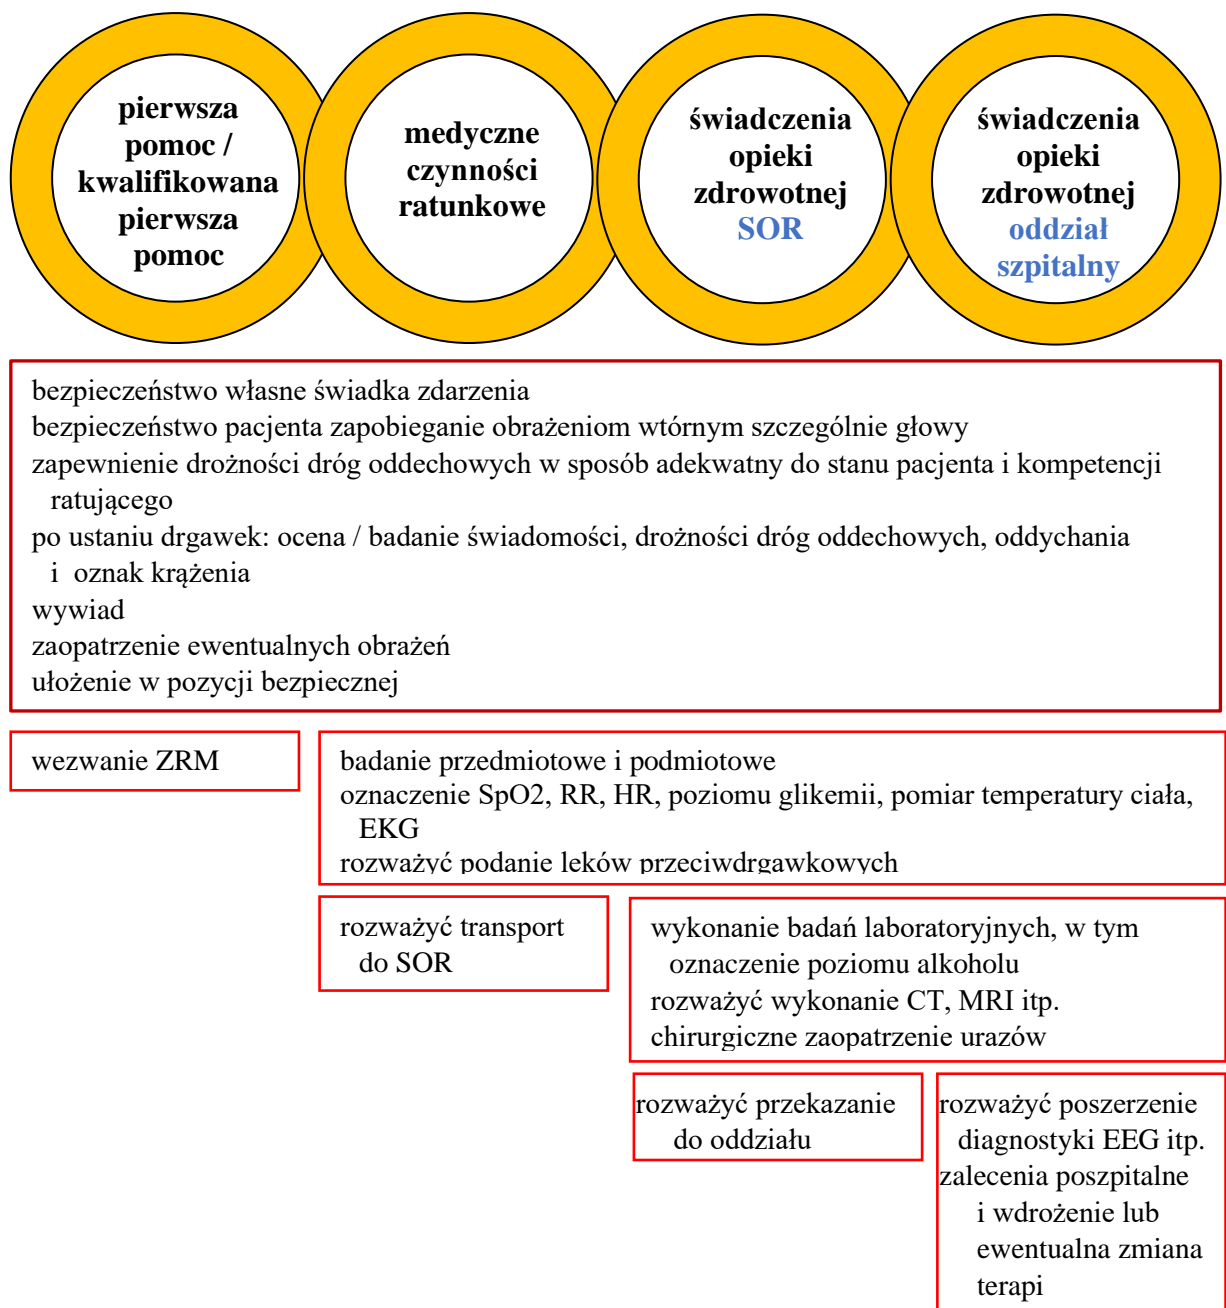 pierwsza
pomoc /
kwalifikowana
pierwsza
pomoc
medyczne
czynności
ratunkowe
świadczenia
opieki
zdrowotnej
SOR
świadczenia
opieki
zdrowotnej
oddział
szpitalny
bezpieczeństwo własne świadka zdarzenia
bezpieczeństwo pacjenta zapobieganie obrażeniom wtórnym szczególnie głowy
zapewnienie drożności dróg oddechowych w sposób adekwatny do stanu pacjenta i kompetencji
ratującego
po ustaniu drgawek: ocena / badanie świadomości, drożności dróg oddechowych, oddychania
i oznak krążenia
wywiad
zaopatrzenie ewentualnych obrażeń
ułożenie w pozycji bezpiecznej
wezwanie ZRM
badanie przedmiotowe i podmiotowe
oznaczenie SpO2, RR, HR, poziomu glikemii, pomiar temperatury ciała,
EKG
rozważyć podanie leków przeciwdrgawkowych
rozważyć transport
do SOR
wykonanie badań laboratoryjnych, w tym
oznaczenie poziomu alkoholu
rozważyć wykonanie CT, MRI itp.
chirurgiczne zaopatrzenie urazów
rozważyć przekazanie
do oddziału
rozważyć poszerzenie
diagnostyki EEG itp.
zalecenia poszpitalne
i wdrożenie lub
ewentualna zmiana
terapi